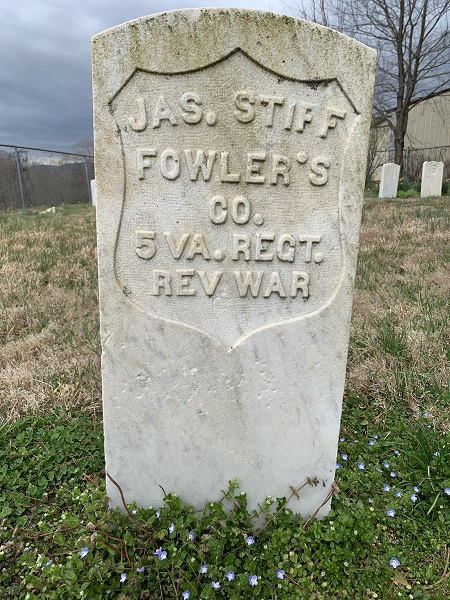 JAS. STIFF
FOWLER'S
CO.
5 VA. REGT.
REV WAR